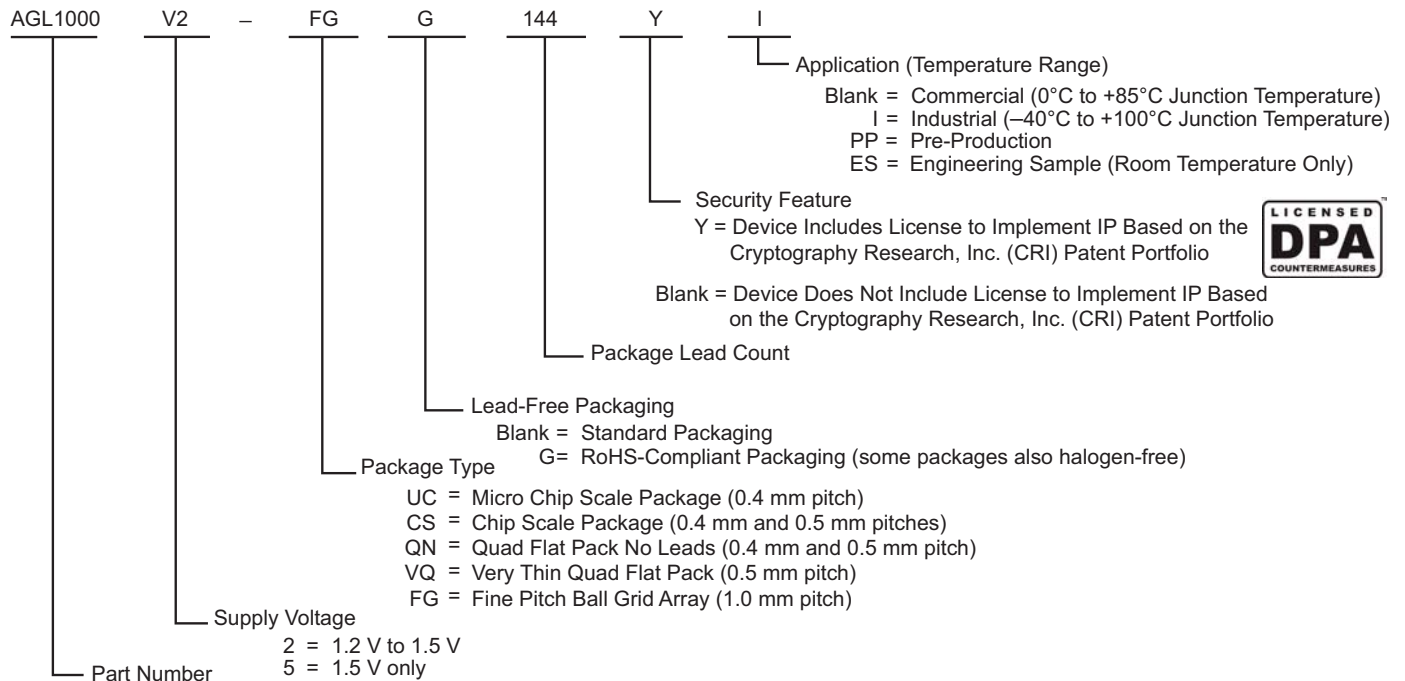 AGL1000 V2 – FG G 144 Y I
Application (Temperature Range)
Blank = Commercial (0°C to +85°C Junction Temperature)
I = Industrial (–40°C to +100°C Junction Temperature)
PP = Pre-Production
ES = Engineering Sample (Room Temperature Only)
Security Feature
Y = Device Includes License to Implement IP Based on the
Cryptography Research, Inc. (CRI) Patent Portfolio
LICENSED
DPA
COUNTERMEASURES
™
Blank = Device Does Not Include License to Implement IP Based
on the Cryptography Research, Inc. (CRI) Patent Portfolio
Package Lead Count
Lead-Free Packaging
Blank = Standard Packaging
G= RoHS-Compliant Packaging (some packages also halogen-free)
Package Type
UC = Micro Chip Scale Package (0.4 mm pitch)
CS = Chip Scale Package (0.4 mm and 0.5 mm pitches)
QN = Quad Flat Pack No Leads (0.4 mm and 0.5 mm pitch)
VQ = Very Thin Quad Flat Pack (0.5 mm pitch)
FG = Fine Pitch Ball Grid Array (1.0 mm pitch)
Supply Voltage
2 = 1.2 V to 1.5 V
5 = 1.5 V only
Part Number